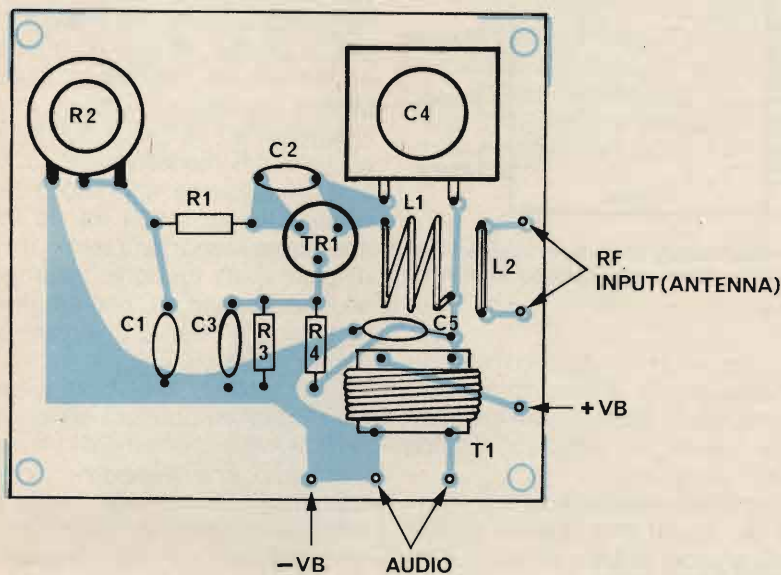 R2
C4
C2
R1
L1
TR1
L2
RF
INPUT(ANTENNA)
C1
C3
R
3
R
4
C5
+VB
T1
-VB
AUDIO